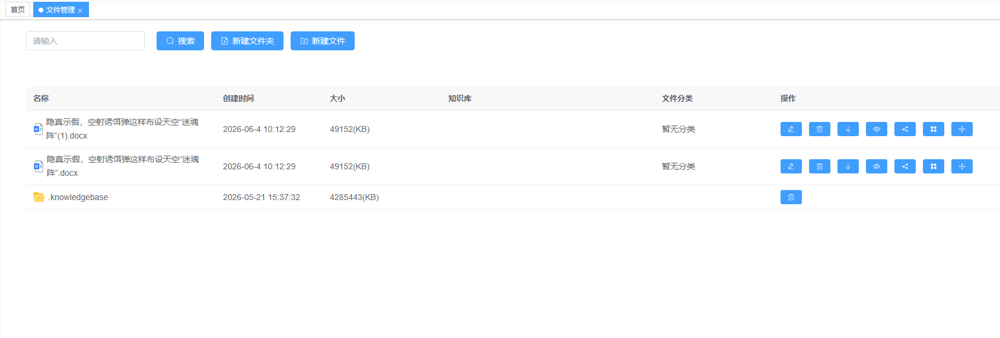 首页
文件管理
请输入
搜索
新建文件夹
新建文件
名称 创建时间 大小 知识库 文件分类 操作
隐真示假，空射诱饵弹这样布设天空“迷魂
阵”(1).docx
2026-06-4 10:12:29 49152(KB) 暂无分类
隐真示假，空射诱饵弹这样布设天空“迷魂
阵”.docx
2026-06-4 10:12:29 49152(KB) 暂无分类
.knowledgebase 2026-05-21 15:37:32 4285443(KB)